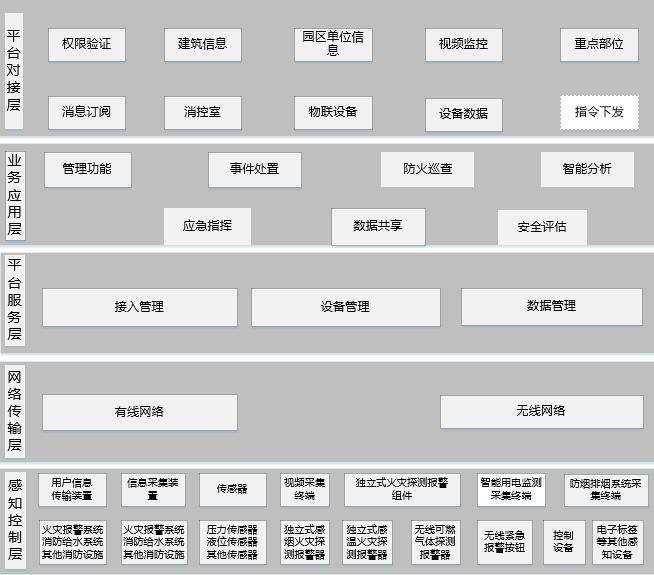 平台对接层
权限验证
建筑信息
园区单位信
息
视频监控
重点部位
消息订阅
消控室
物联设备
设备数据
指令下发
业务应用层
管理功能
事件处置
防火巡查
智能分析
应急指挥
数据共享
安全评估
平台服务层
接入管理
设备管理
数据管理
网络传输层
有线网络
无线网络
感知控制层
用户信息
传输装置
信息采集装
置
传感器
视频采集
终端
独立式火灾探测报警
组件
智能用电监测
采集终端
防烟排烟系统采
集终端
火灾报警系统
消防给水系统
其他消防设施
火灾报警系统
消防给水系统
其他消防设施
压力传感器
液位传感器
其他传感器
独立式感
烟火灾探
测报警器
独立式感
温火灾探
测报警器
无线可燃
气体探测
报警器
无线紧急
报警按钮
控制
设备
电子标签
等其他感
知设备